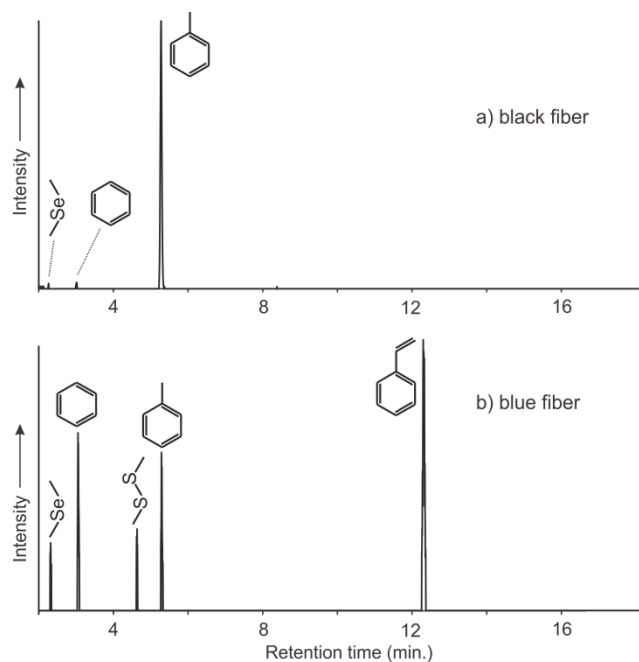 a) black fiber
Intensity
Se
4
8
12
16
b) blue fiber
Intensity
Se
S
S
4
8
10
12
16
Retention time (min.)